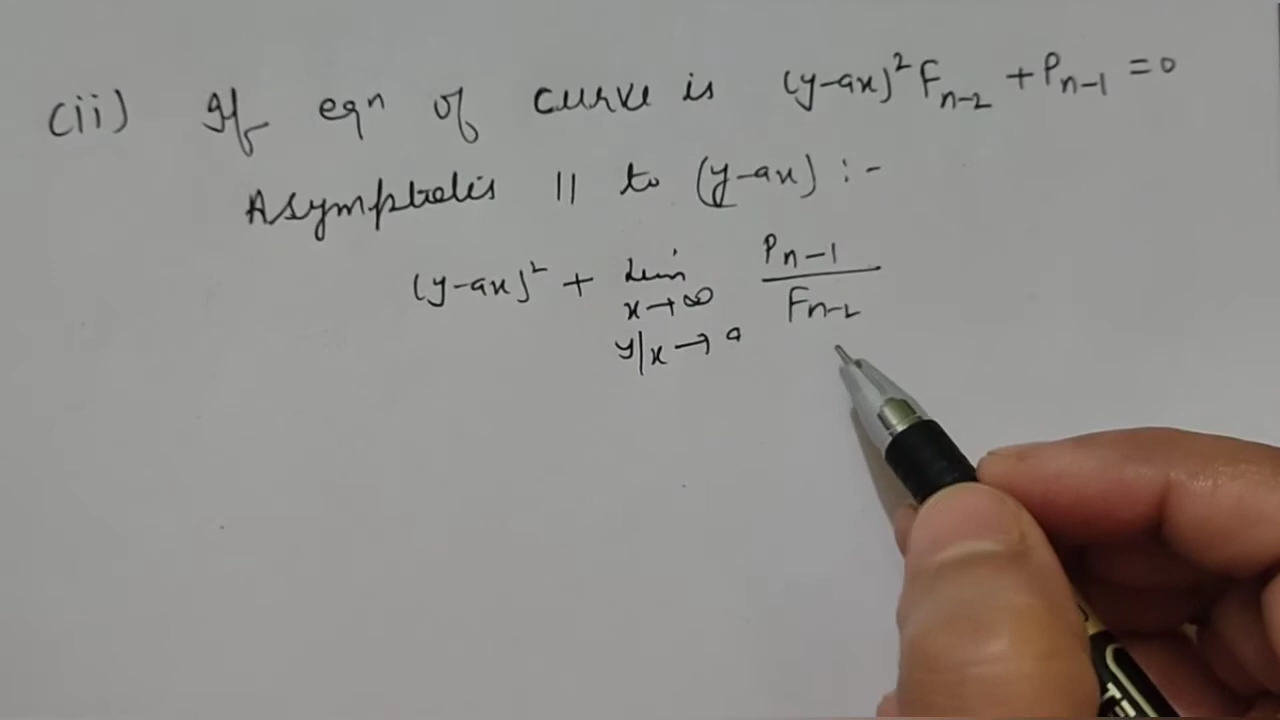 (ii) If eqn of curve is (y-ax)² Fn-2 + Pn-1 = 0
Asymptotes || to (y-ax) :-
(y-ax)² + Lim Pn-1 / Fn-2
x→∞
y/x → a